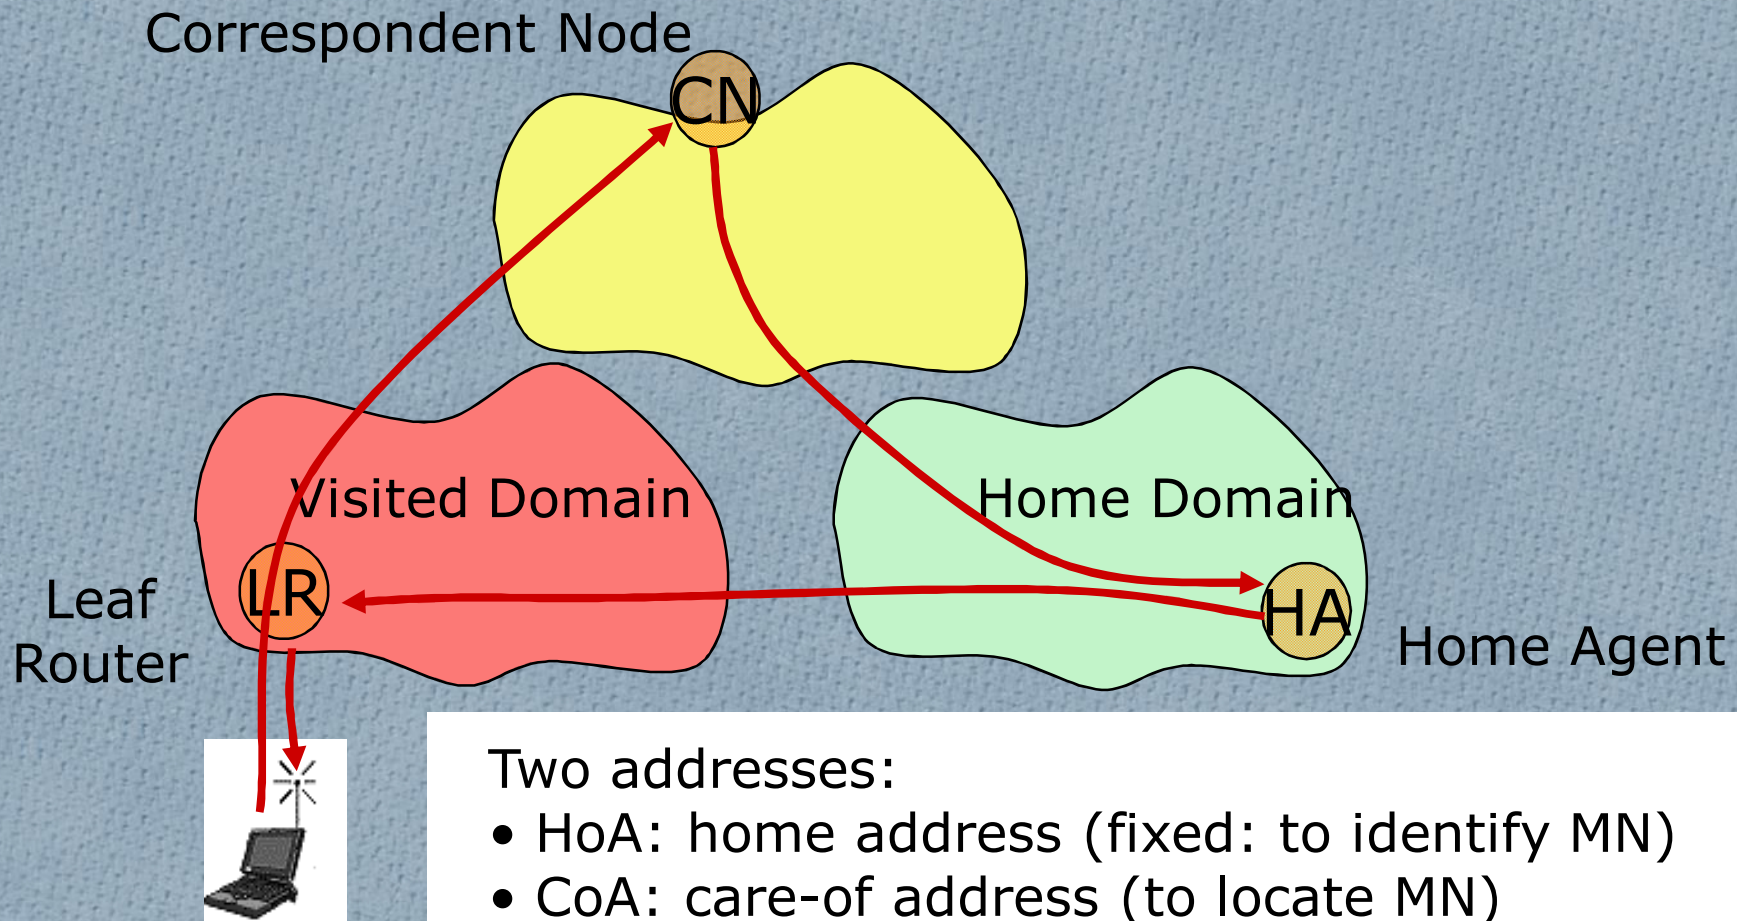 Correspondent Node
CN
Visited Domain
Home Domain
LR
Leaf
Router
HA
Home Agent
Two addresses:
• HoA: home address (fixed: to identify MN)
• CoA: care-of address (to locate MN)